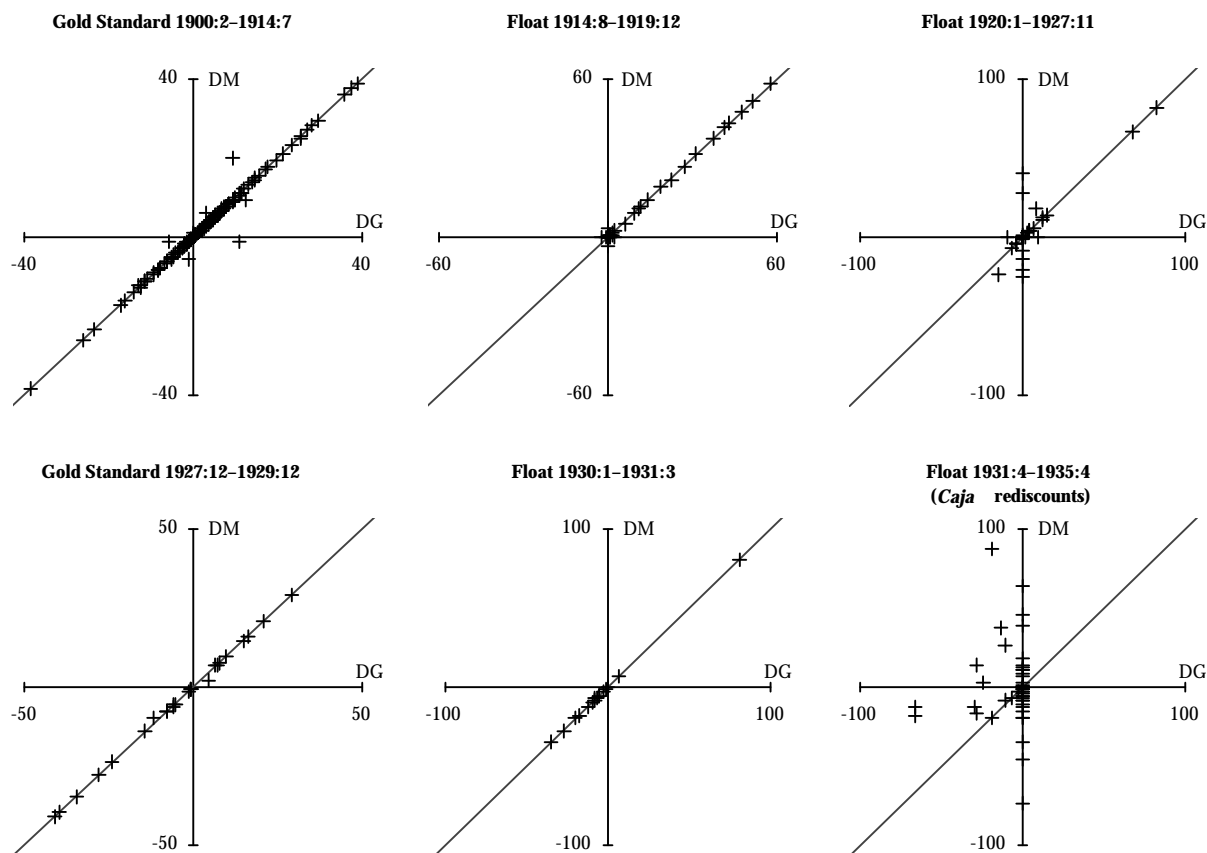 Gold Standard 1900:2–1914:7
40
DM
DG
-40
40
-40
Float 1914:8–1919:12
60
DM
DG
-60
60
-60
Float 1920:1–1927:11
100
DM
DG
-100
100
-100
Gold Standard 1927:12–1929:12
50
DM
DG
-50
50
-50
Float 1930:1–1931:3
100
DM
DG
-100
100
-100
Float 1931:4–1935:4
(Caja rediscounts)
100
DM
DG
-100
100
-100